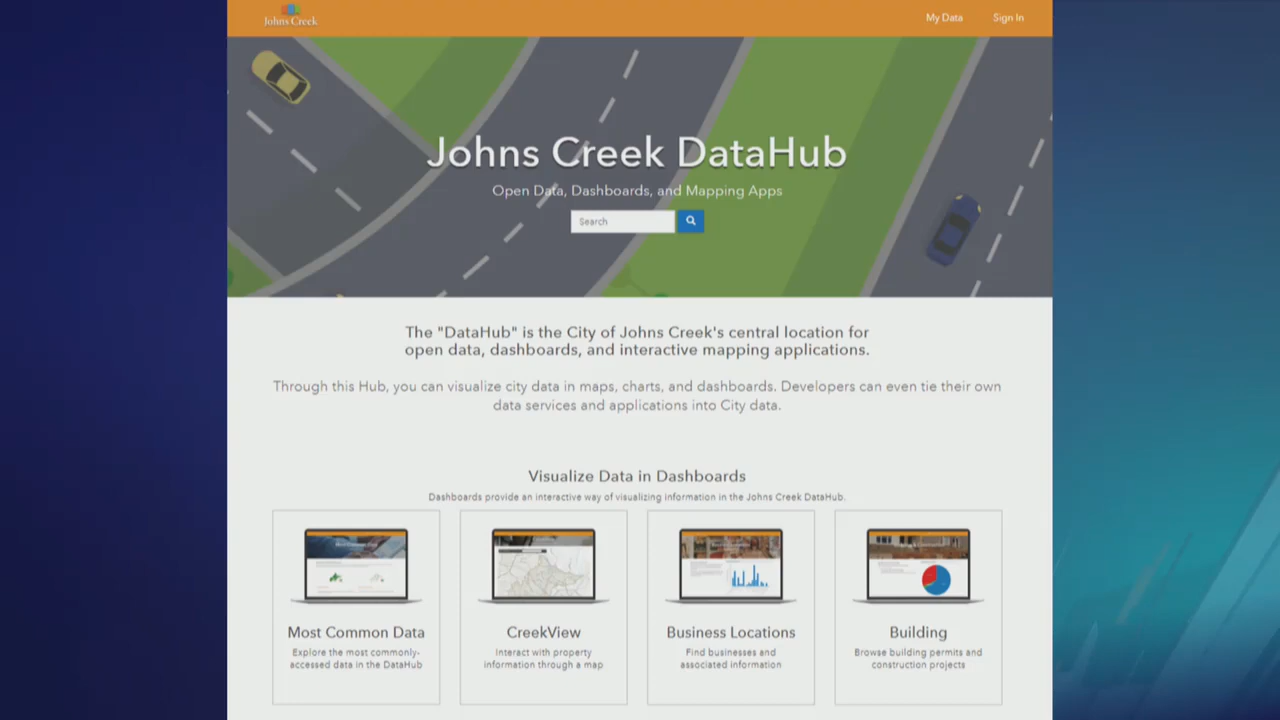 Johns Creek
My Data
Sign In
Johns Creek DataHub
Open Data, Dashboards, and Mapping Apps
Search
The "DataHub" is the City of Johns Creek's central location for
open data, dashboards, and interactive mapping applications.
Through this Hub, you can visualize city data in maps, charts, and dashboards. Developers can even tie their own
data services and applications into City data.
Visualize Data in Dashboards
Dashboards provide an interactive way of visualizing information in the Johns Creek DataHub.
Most Common Data
Explore the most commonly-
accessed data in the DataHub
CreekView
Interact with property
information through a map
Business Locations
Find businesses and
associated information
Building
Browse building permits and
construction projects